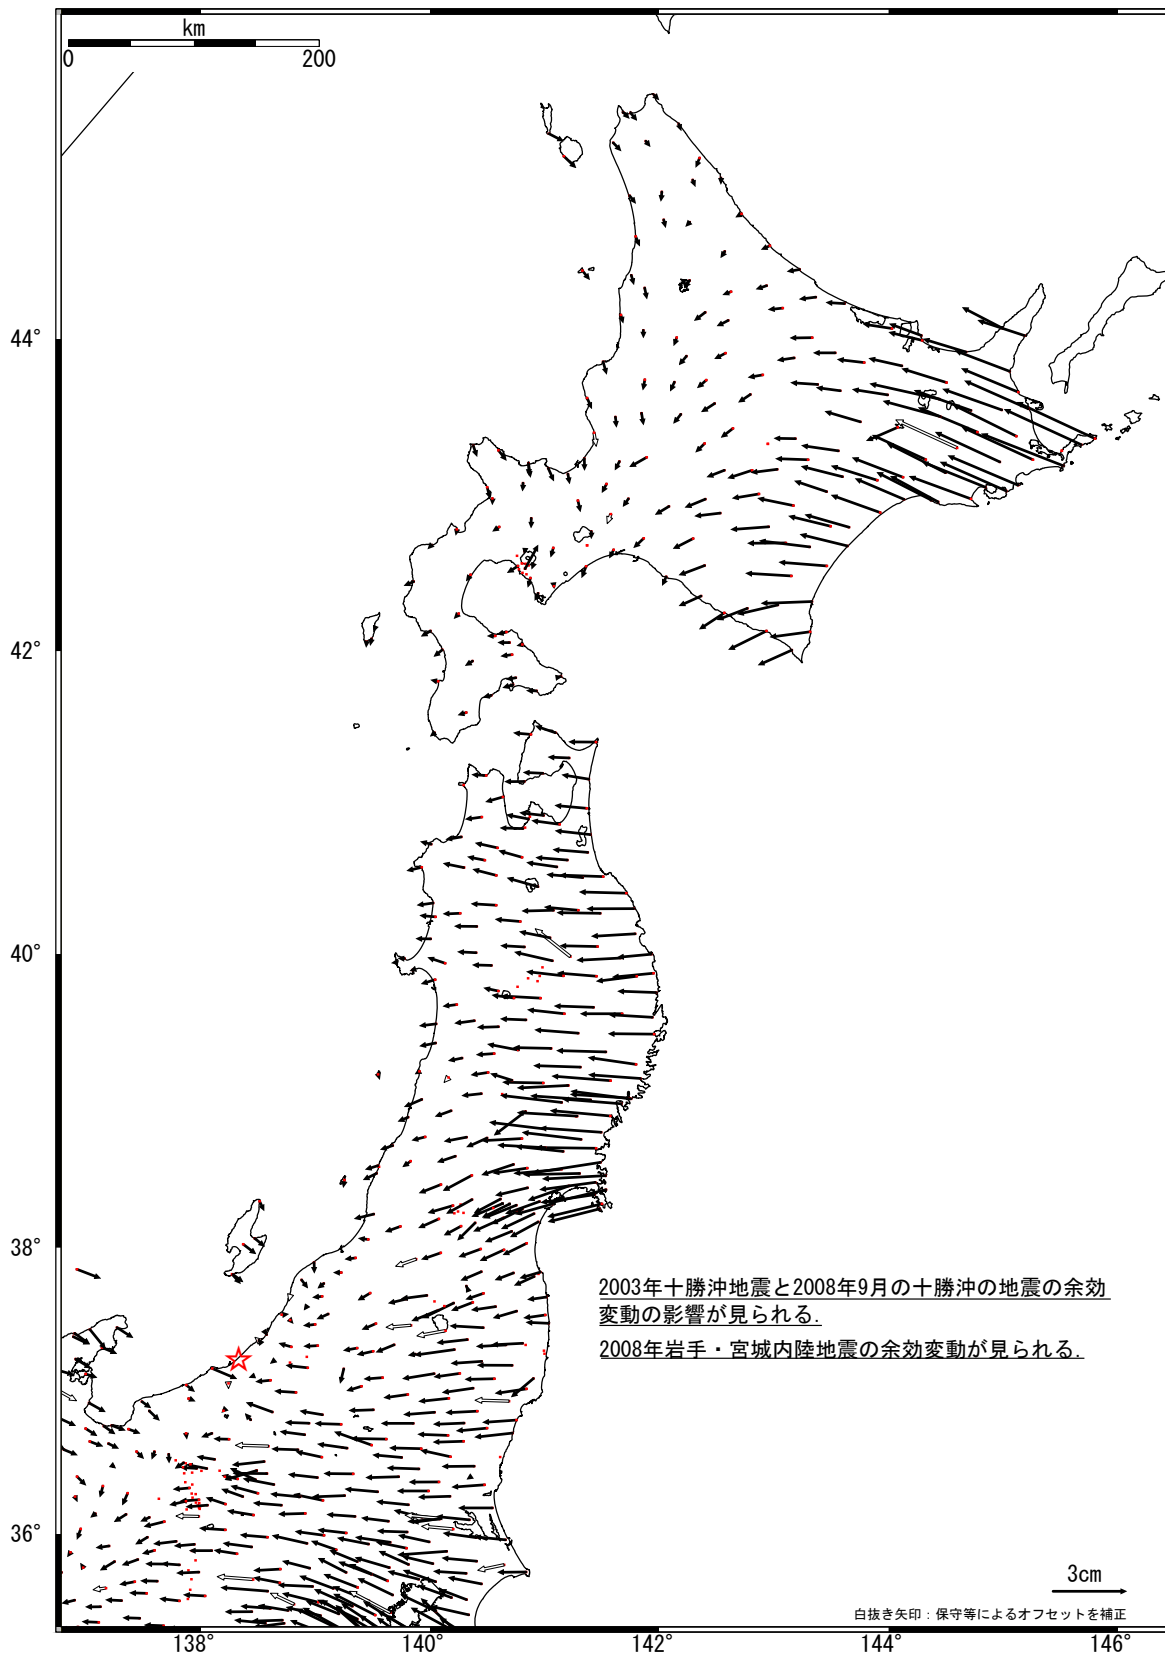 km
0 200
44°
42°
40°
38°
2003年十勝沖地震と2008年9月の十勝沖の地震の余効
変動の影響が見られる.
2008年岩手・宮城内陸地震の余効変動が見られる.
36°
3cm
白抜き矢印：保守等によるオフセットを補正
138° 140° 142° 144° 146°